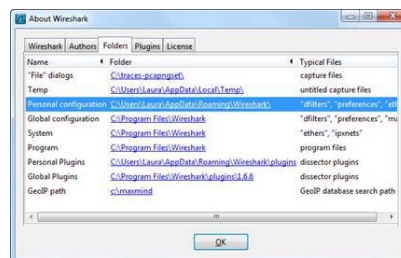 About Wireshark
Wireshark Authors Folders Plugins License
Name Folder Typical Files
"File" dialogs C:\traces-pcapngset\ capture files
Temp C:\Users\Laura\AppData\Local\Temp\ untitled capture files
Personal configuration C:\Users\Laura\AppData\Roaming\Wireshark\ "dfilters", "preferences", "eth
Global configuration C:\Program Files\Wireshark "dfilters", "preferences", "ma
System C:\Program Files\Wireshark "ethers", "ipxnets"
Program C:\Program Files\Wireshark program files
Personal Plugins C:\Users\Laura\AppData\Roaming\Wireshark\plugins dissector plugins
Global Plugins C:\Program Files\Wireshark\plugins\1.6.6 dissector plugins
GeoIP path c:\maxmind GeoIP database search path
OK